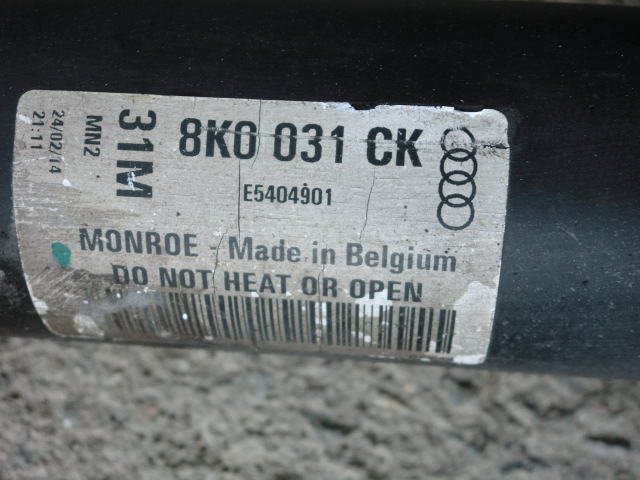 24/02/14
21:11
MN2
31M
8K0 031 CK
E5404901
MONROE - Made in Belgium
DO NOT HEAT OR OPEN